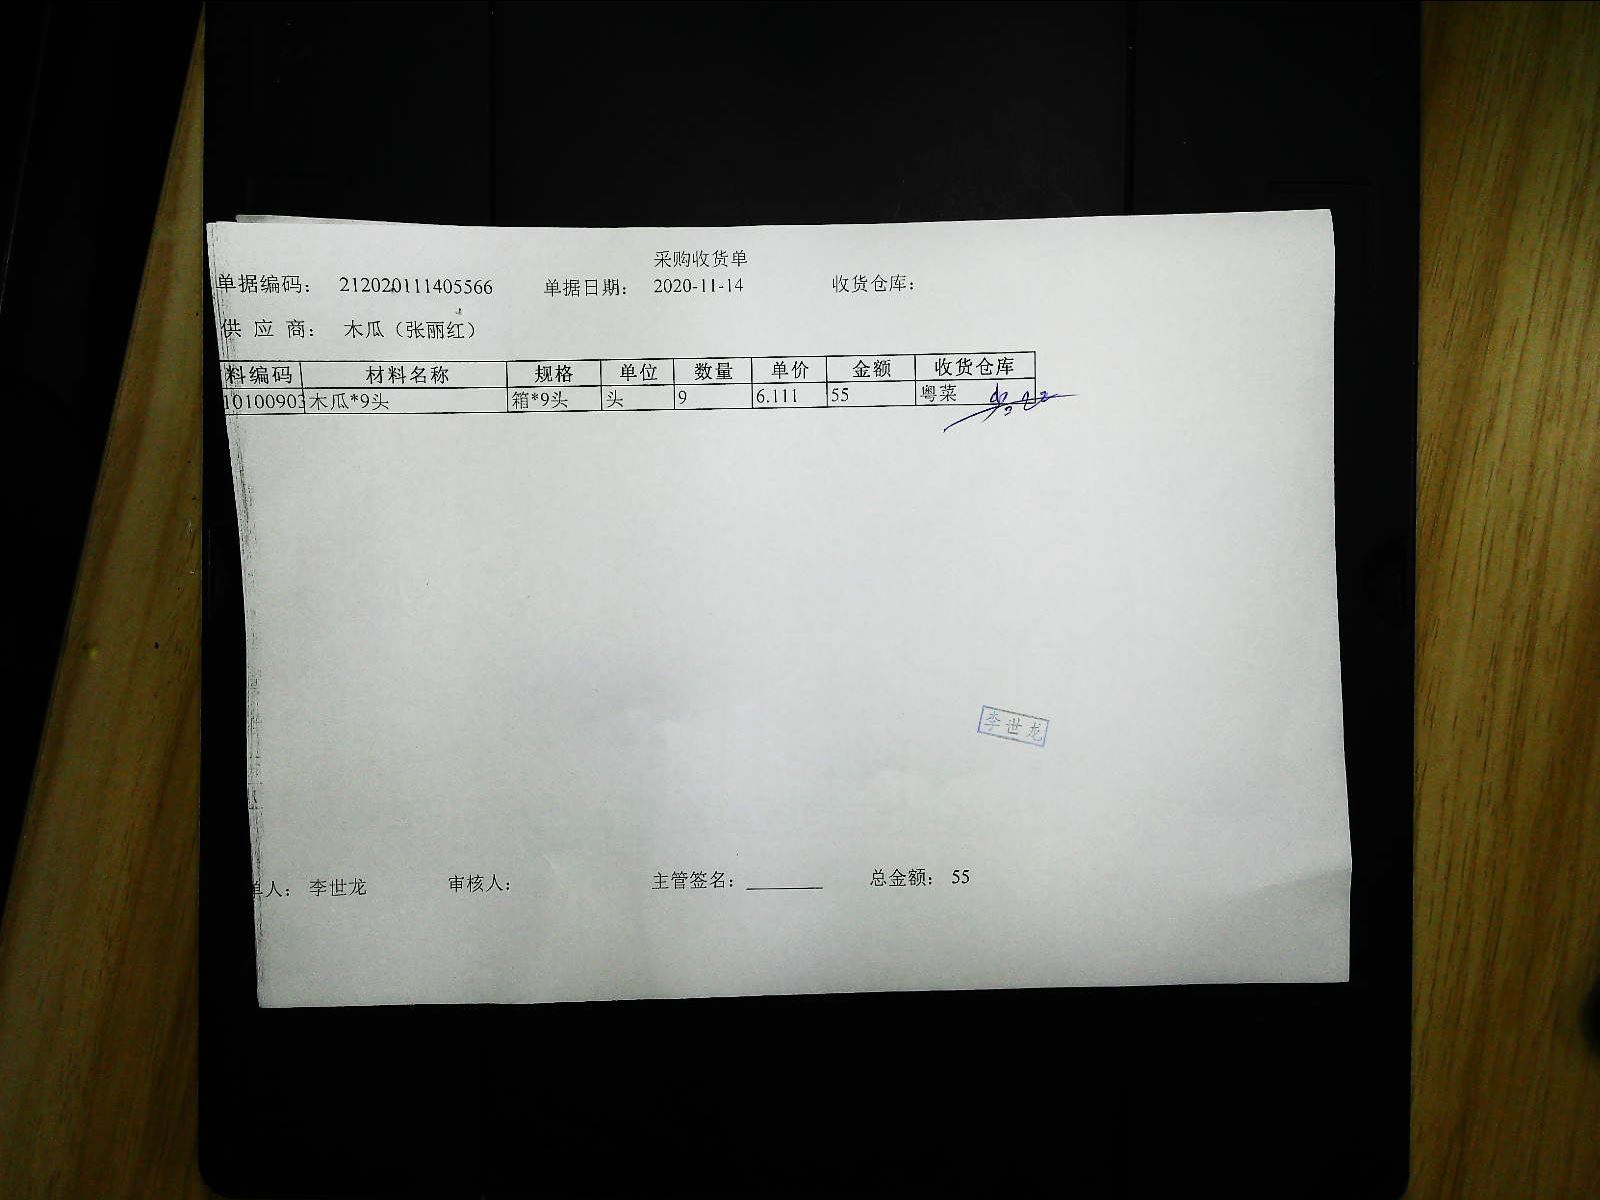 采购收货单
单据编码： 212020111405566 单据日期： 2020-11-14 收货仓库：
供 应 商： 木瓜（张丽红）
料编码 材料名称 规格 单位 数量 单价 金额 收货仓库
10100903 木瓜*9头 箱*9头 头 9 6.111 55 粤菜
李世龙
单人： 李世龙 审核人： 主管签名： 总金额： 55